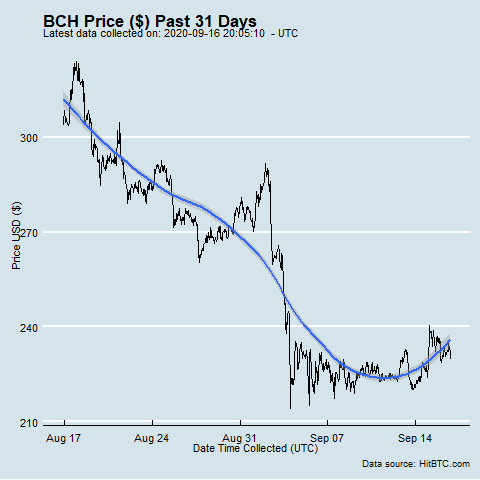 BCH Price ($) Past 31 Days
Latest data collected on: 2020-09-16 20:05:10 - UTC
Price USD ($)
300
270
240
210
Aug 17 Aug 24 Aug 31 Sep 07 Sep 14
Date Time Collected (UTC)
Data source: HitBTC.com